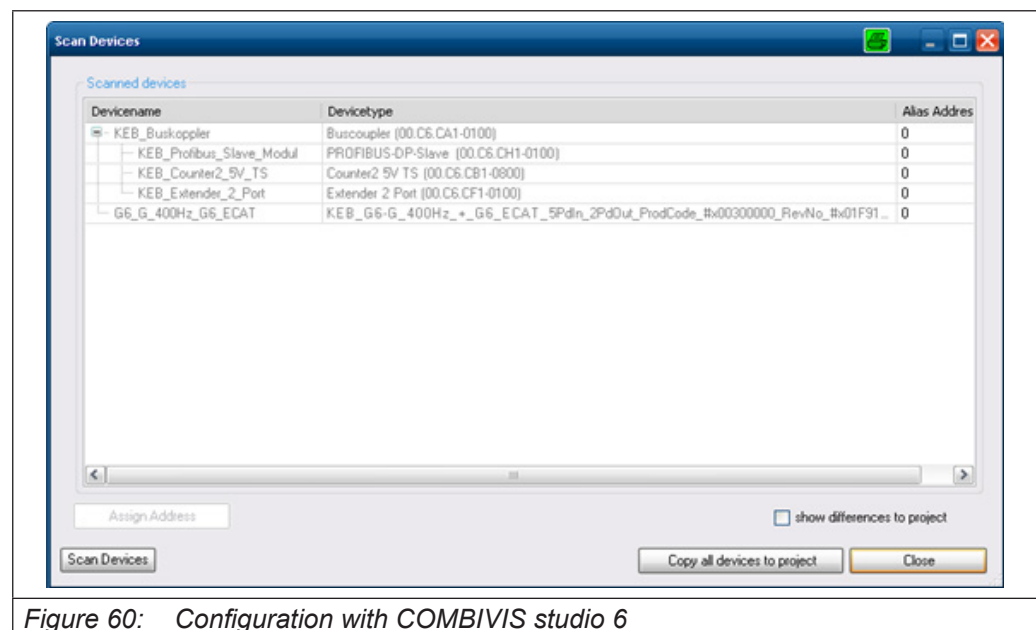 Scan Devices
Scanned devices
Devicename Devicetype Alias Addres
KEB_Buskoppler Buscoupler (00.C6.CA1-0100) 0
KEB_Profibus_Slave_Modul PROFIBUS-DP-Slave (00.C6.CH1-0100) 0
KEB_Counter2_5V_TS Counter2 5V TS (00.C6.CB1-0800) 0
KEB_Extender_2_Port Extender 2 Port (00.C6.CF1-0100) 0
G6_G_400Hz_G6_ECAT KEB_G6-G_400Hz_+_G6_ECAT_5PdIn_2PdOut_ProdCode_#x00300000_RevNo_#x01F91... 0
Assign Address show differences to project
Scan Devices Copy all devices to project Close
Figure 60: Configuration with COMBIVIS studio 6